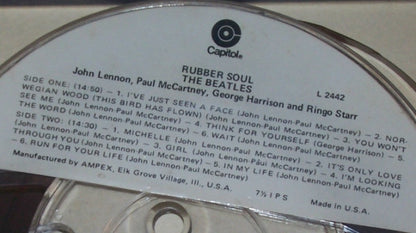 Capitol
RUBBER SOUL
THE BEATLES
L 2442
John Lennon, Paul McCartney, George Harrison and Ringo Starr
SIDE ONE: (14:50) — 1. I'VE JUST SEEN A FACE (John Lennon-Paul McCartney) — 2. NOR-
WEGIAN WOOD (THIS BIRD HAS FLOWN) (John Lennon-Paul McCartney) — 3. YOU WON'T
SEE ME (John Lennon-Paul McCartney) — 4. THINK FOR YOURSELF (George Harrison) — 5.
THE WORD (John Lennon-Paul McCartney) — 6. WAIT (John Lennon-Paul McCartney)
SIDE TWO: (14:30) — 1. MICHELLE (John Lennon-Paul McCartney) — 2. IT'S ONLY LOVE
(John Lennon-Paul McCartney) — 3. GIRL (John Lennon-Paul McCartney) — 4. I'M LOOKING
THROUGH YOU (John Lennon-Paul McCartney) — 5. IN MY LIFE (John Lennon-Paul McCartney)
— 6. RUN FOR YOUR LIFE (John Lennon-Paul McCartney)
Manufactured by AMPEX, Elk Grove Village, Ill., U.S.A.
7½ IPS
Made in U.S.A.